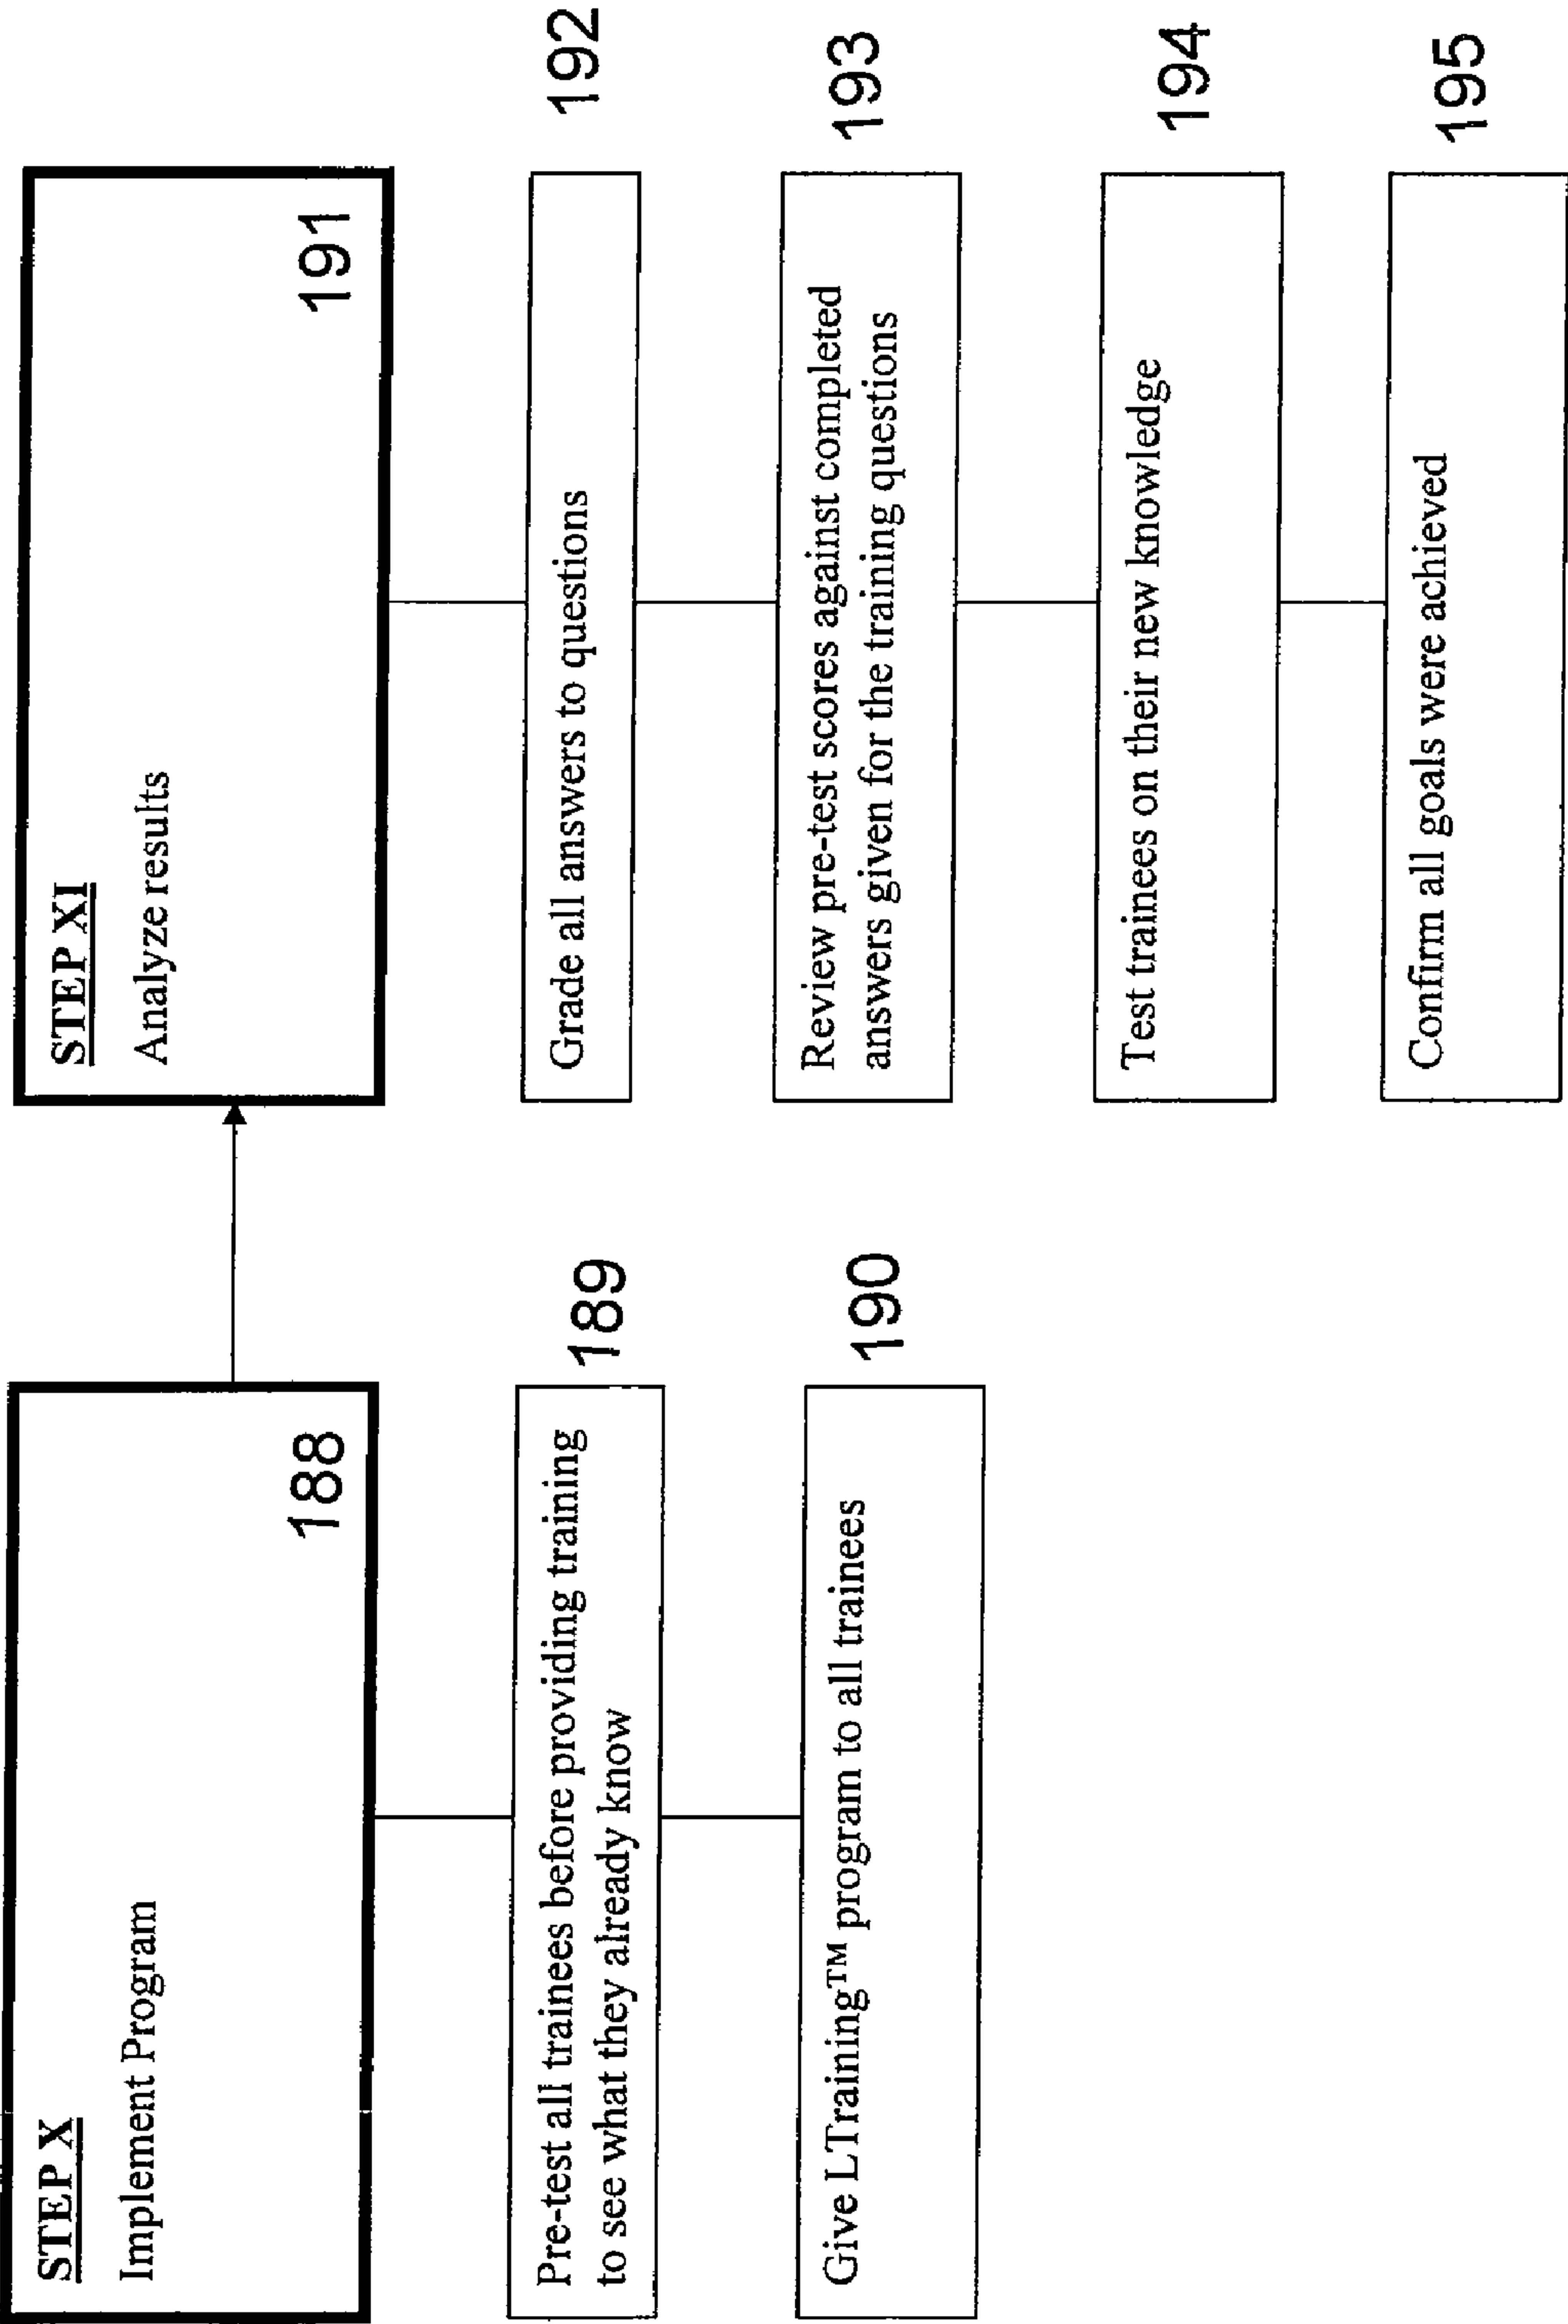 STEP X
Implement Program
188
Pre-test all trainees before providing training
to see what they already know
189
Give LTraining™ program to all trainees
190
STEP XI
Analyze results
191
Grade all answers to questions
192
Review pre-test scores against completed
answers given for the training questions
193
Test trainees on their new knowledge
194
Confirm all goals were achieved
195